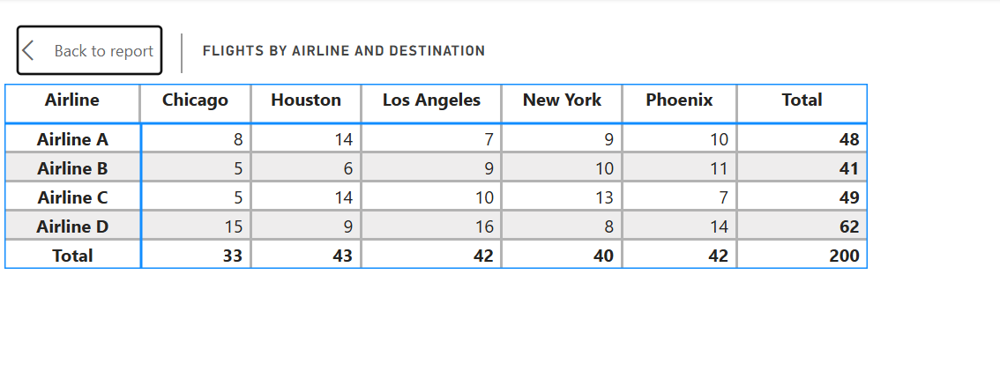 Back to report FLIGHTS BY AIRLINE AND DESTINATION
Airline Chicago Houston Los Angeles New York Phoenix Total
Airline A 8 14 7 9 10 48
Airline B 5 6 9 10 11 41
Airline C 5 14 10 13 7 49
Airline D 15 9 16 8 14 62
Total 33 43 42 40 42 200